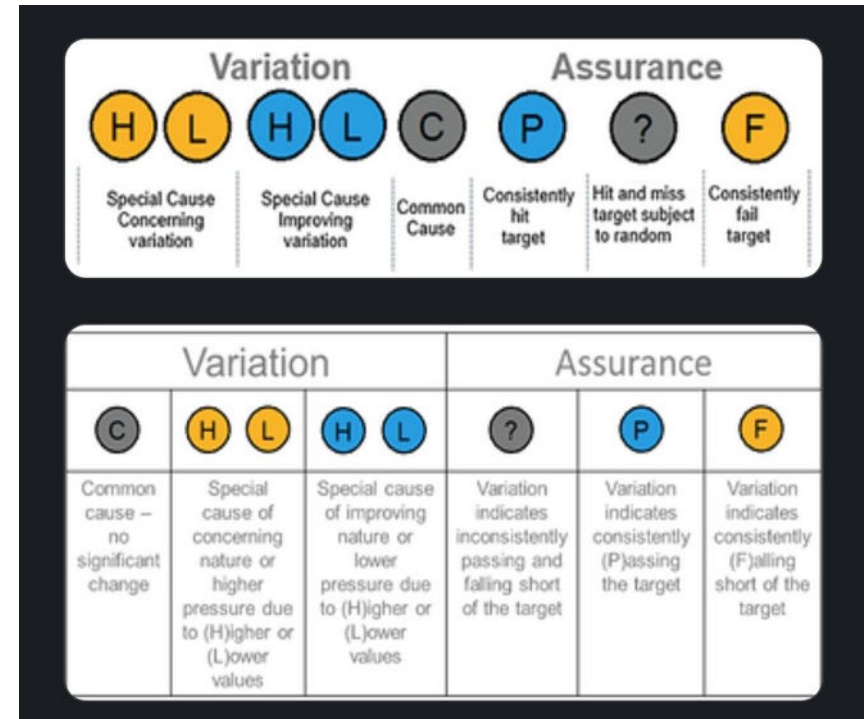 Variation Assurance
H L H L C P ? F
Special Cause
Concerning
variation
Special Cause
Improving
variation
Common
Cause
Consistently
hit
target
Hit and miss
target subject
to random
Consistently
fail
target
Variation Assurance
C H L H L ? P F
Common
cause –
no
significant
change
Special
cause of
concerning
nature or
higher
pressure due
to (H)igher or
(L)ower
values
Special cause
of improving
nature or
lower
pressure due
to (H)igher or
(L)ower
values
Variation
indicates
inconsistently
passing and
falling short
of the target
Variation
indicates
consistently
(P)assing
the target
Variation
indicates
consistently
(F)alling
short of the
target